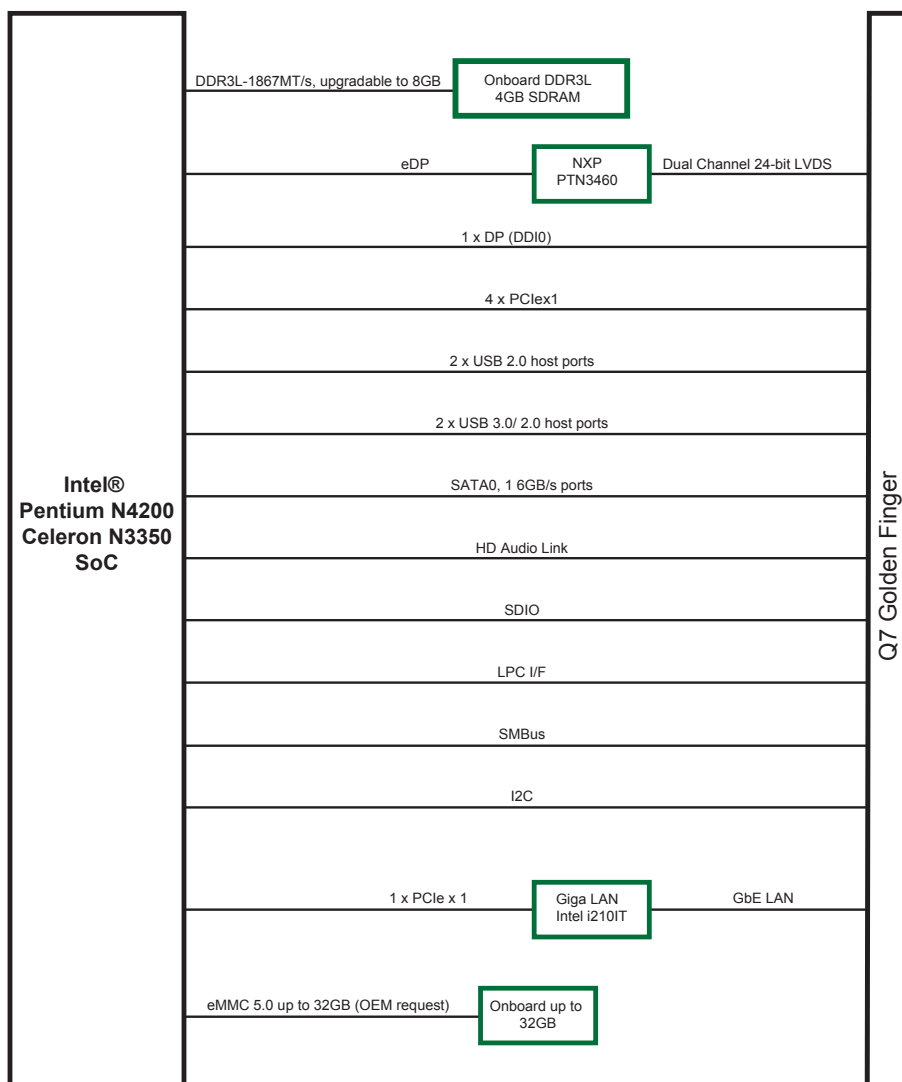 DDR3L-1867MT/s, upgradable to 8GB
Onboard DDR3L
4GB SDRAM
eDP
NXP
PTN3460
Dual Channel 24-bit LVDS
1 x DP (DDI0)
4 x PCIex1
2 x USB 2.0 host ports
2 x USB 3.0/ 2.0 host ports
Intel®
Pentium N4200
Celeron N3350
SoC
SATA0, 1 6GB/s ports
HD Audio Link
SDIO
LPC I/F
SMBus
I2C
Q7 Golden Finger
1 x PCIe x 1
Giga LAN
Intel i210IT
GbE LAN
eMMC 5.0 up to 32GB (OEM request)
Onboard up to
32GB